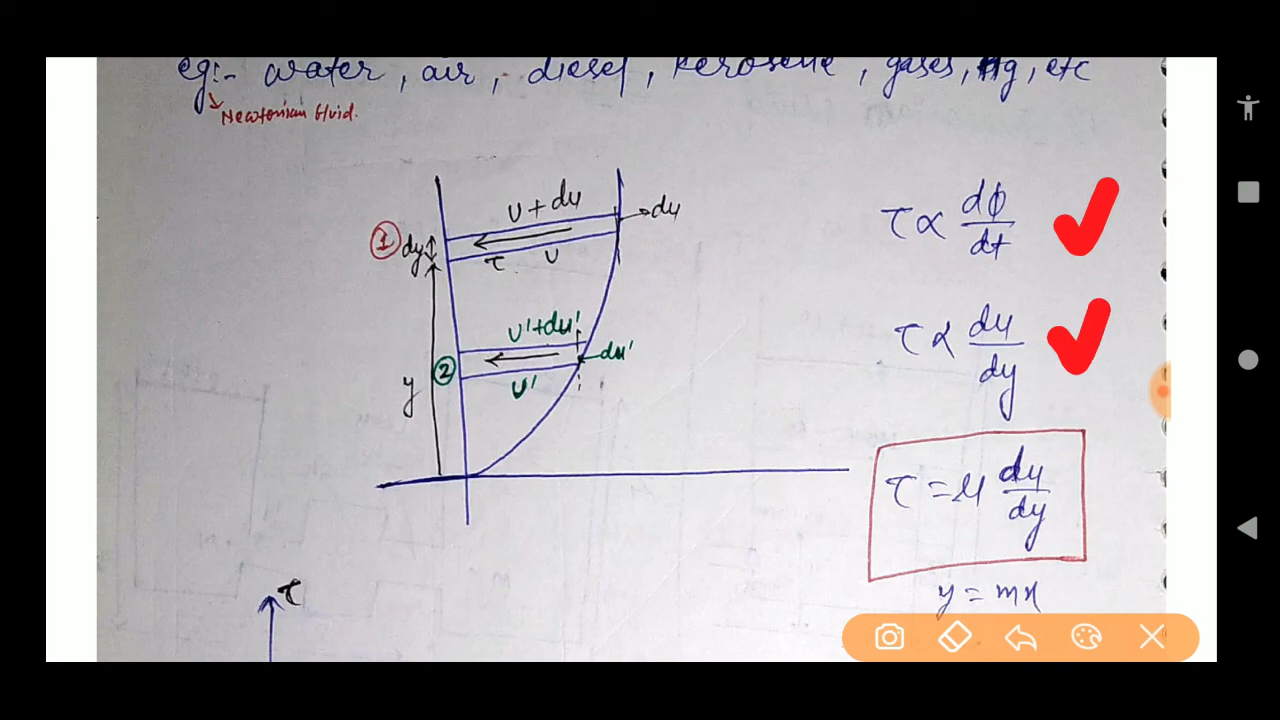 eg:- water, air, diesel, kerosene, gases, Hg, etc
Newtonian fluid.
u + du
du
① dy
τ
u
τ ∝ dϕ/dt
u'+du'
du'
②
u'
y
τ ∝ du/dy
τ = μ du/dy
y = mx
τ